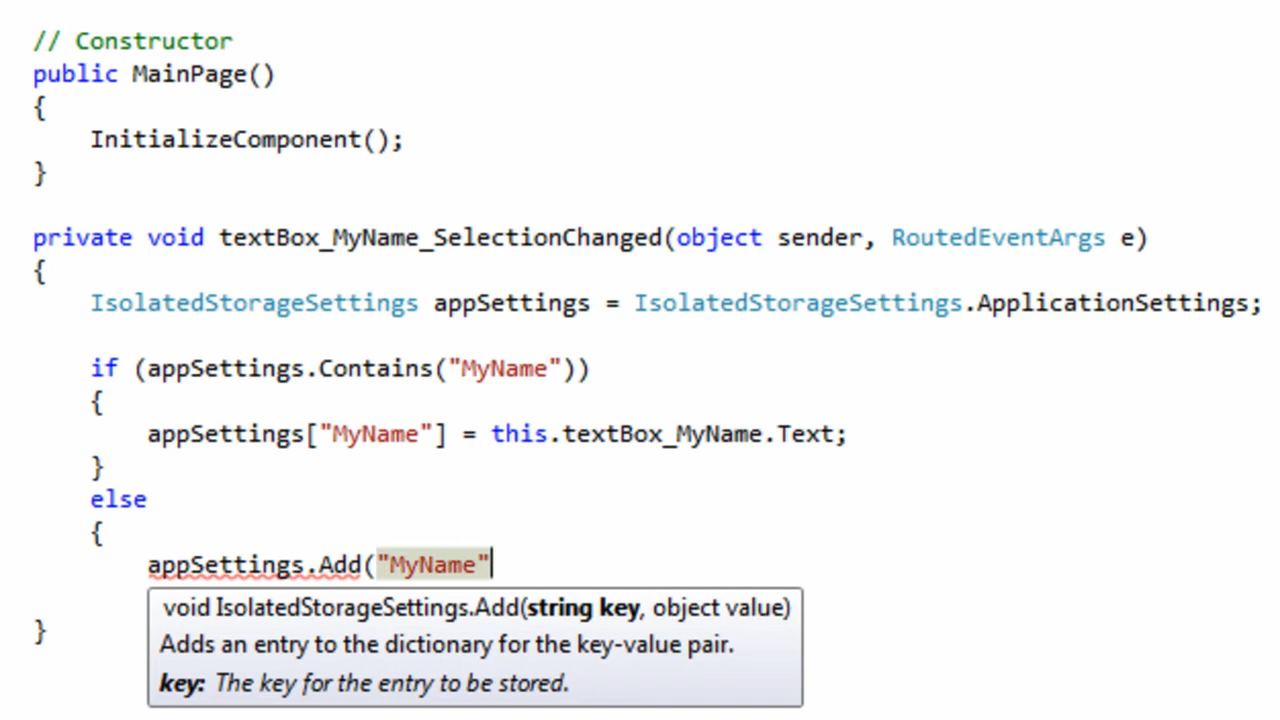 // Constructor
public MainPage()
{
InitializeComponent();
}
private void textBox_MyName_SelectionChanged(object sender, RoutedEventArgs e)
{
IsolatedStorageSettings appSettings = IsolatedStorageSettings.ApplicationSettings;
if (appSettings.Contains("MyName"))
{
appSettings["MyName"] = this.textBox_MyName.Text;
}
else
{
appSettings.Add("MyName"
void IsolatedStorageSettings.Add(string key, object value)
Adds an entry to the dictionary for the key-value pair.
key: The key for the entry to be stored.
}